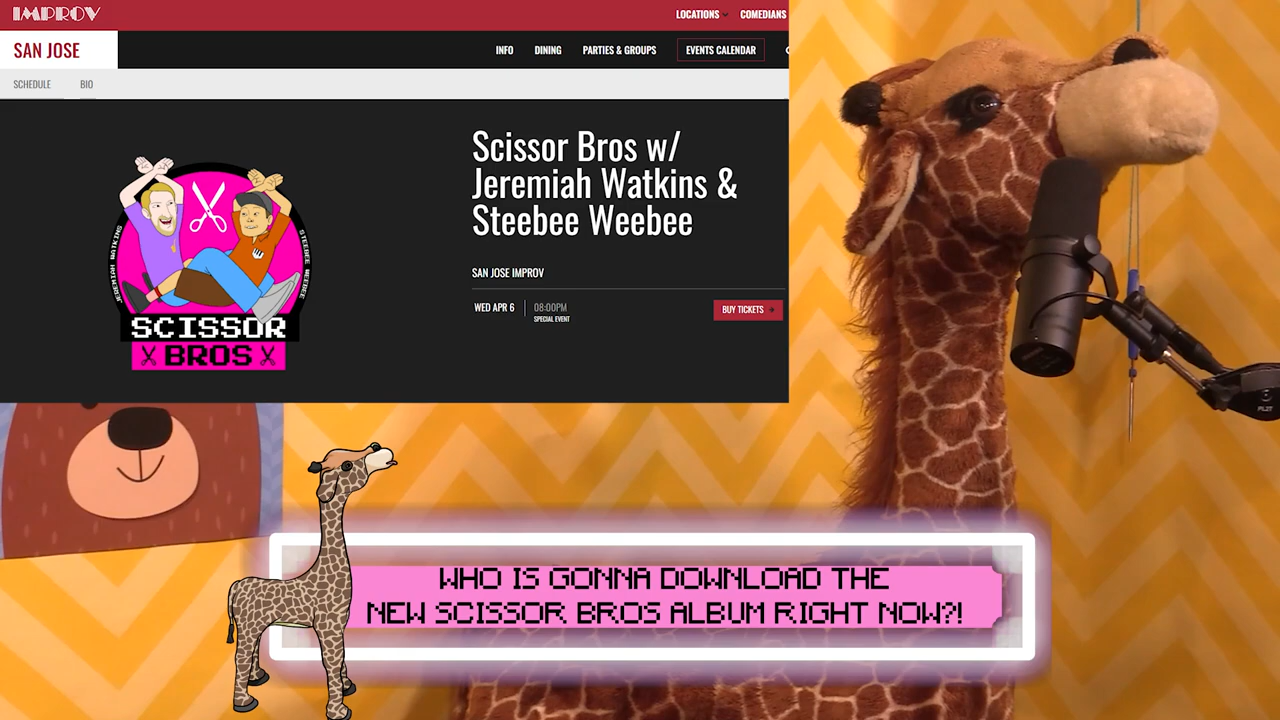 IMPROV
LOCATIONS COMEDIANS
SAN JOSE
INFO DINING PARTIES & GROUPS EVENTS CALENDAR
SCHEDULE BIO
Scissor Bros w/
Jeremiah Watkins &
Steebee Weebee
JEREMIAH WATKINS
STEEBEE WEEBEE
SCISSOR
BROS
SAN JOSE IMPROV
WED APR 6 08:00PM BUY TICKETS
SPECIAL EVENT
WHO IS GONNA DOWNLOAD THE
NEW SCISSOR BROS ALBUM RIGHT NOW?!